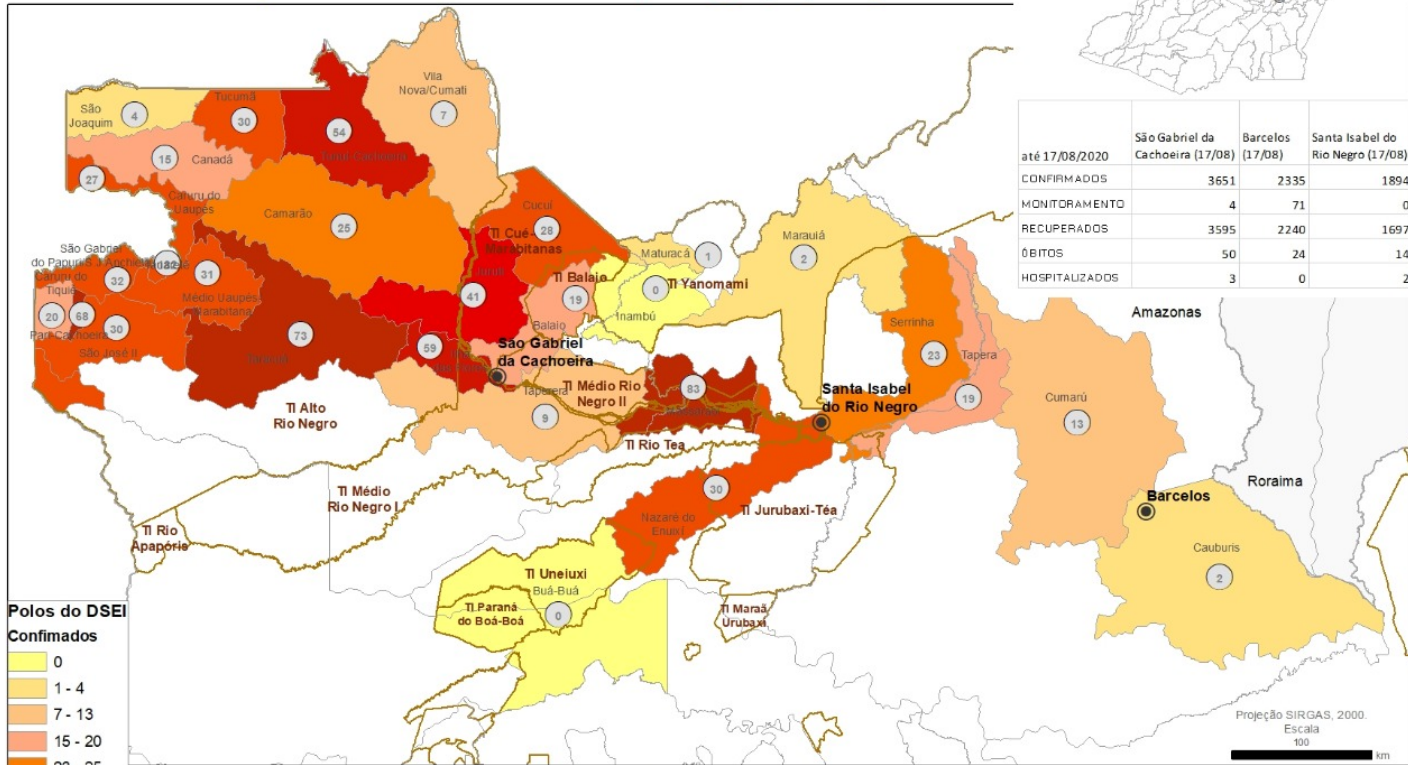 Vila
Nova/Cumati
7
São
Joaquim
4
Tucumã
30
54
15
Canadá
27
Caruru do
Uaupés
Camarão
25
Cucuí
28
TI Cué-
Marabitanas
São Gabriel
do Papuri
32
31
Médio Uaupés
Marabitana
Caruru do
Tiquié
20
68
Pari-Cachoeira
30
São José II
73
41
59
TI Balaio
19
Balaio
São Gabriel
da Cachoeira
Maturacá
1
0
Inambú
TI Yanomami
Marauiá
2
Serrinha
23
Tapera
19
TI Médio Rio
Negro II
83
Santa Isabel
do Rio Negro
9
TI Alto
Rio Negro
TI Rio Tea
TI Médio
Rio Negro I
TI Rio
Apapóris
30
Nazaré do
Enuixi
TI Jurubaxi-Téa
TI Uneiuxi
Buá-Buá
0
TI Paraná
do Boá-Boá
TI Maraã
Urubaxi
Cumarú
13
Amazonas
Roraima
Barcelos
Cauburis
2
até 17/08/2020 São Gabriel da Cachoeira (17/08) Barcelos (17/08) Santa Isabel do Rio Negro (17/08)
CONFIRMADOS 3651 2335 1894
MONITORAMENTO 4 71 0
RECUPERADOS 3595 2240 1697
ÓBITOS 50 24 14
HOSPITALIZADOS 3 0 2
Polos do DSEI
Confimados
0
1 - 4
7 - 13
15 - 20
Projeção SIRGAS, 2000.
Escala
100
km